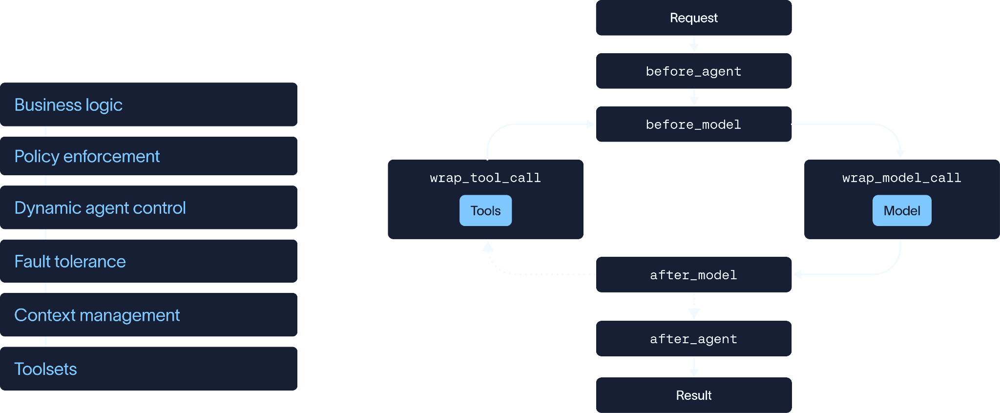 Business logic
Policy enforcement
Dynamic agent control
Fault tolerance
Context management
Toolsets
Request
before_agent
before_model
wrap_tool_call
Tools
wrap_model_call
Model
after_model
after_agent
Result